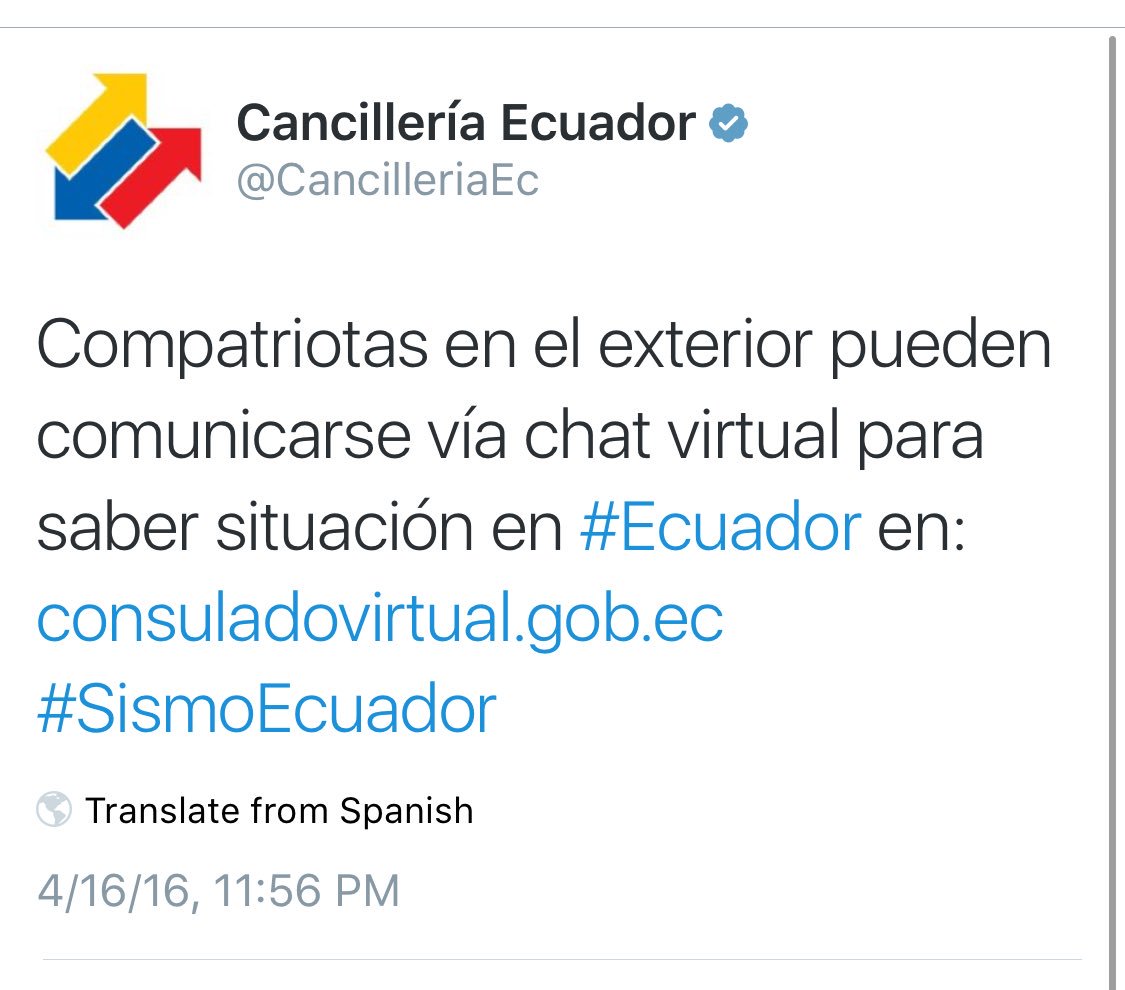 Cancillería Ecuador
@CancilleriaEc
Compatriotas en el exterior pueden
comunicarse vía chat virtual para
saber situación en #Ecuador en:
consuladovirtual.gob.ec
#SismoEcuador
Translate from Spanish
4/16/16, 11:56 PM